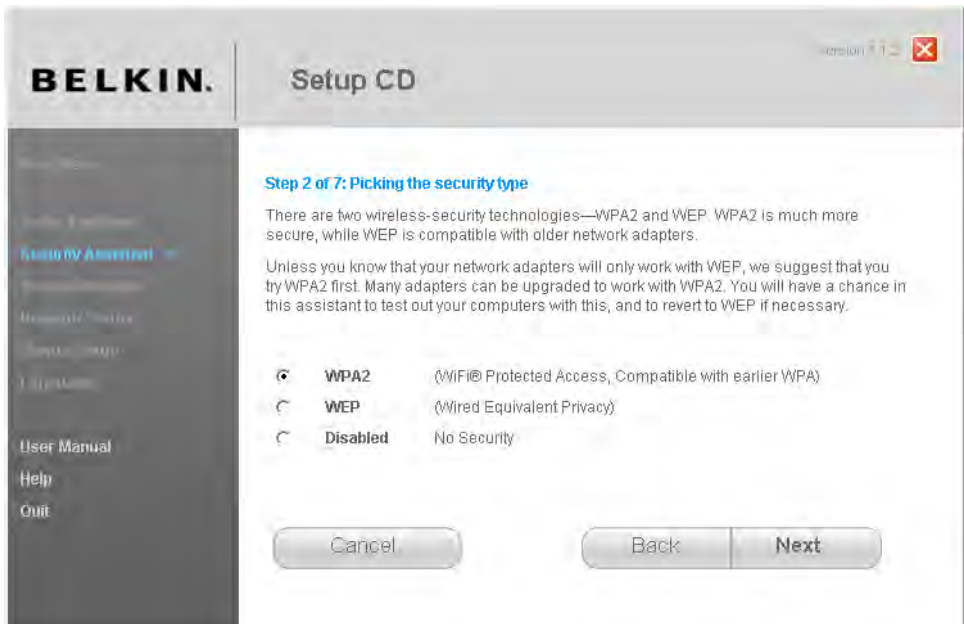 BELKIN.
Setup CD
Security Assistant
User Manual
Help
Quit
Step 2 of 7: Picking the security type
There are two wireless-security technologies—WPA2 and WEP. WPA2 is much more
secure, while WEP is compatible with older network adapters.
Unless you know that your network adapters will only work with WEP, we suggest that you
try WPA2 first. Many adapters can be upgraded to work with WPA2. You will have a chance in
this assistant to test out your computers with this, and to revert to WEP if necessary.
WPA2 (WiFi® Protected Access, Compatible with earlier WPA)
WEP (Wired Equivalent Privacy)
Disabled No Security
Cancel
Back
Next